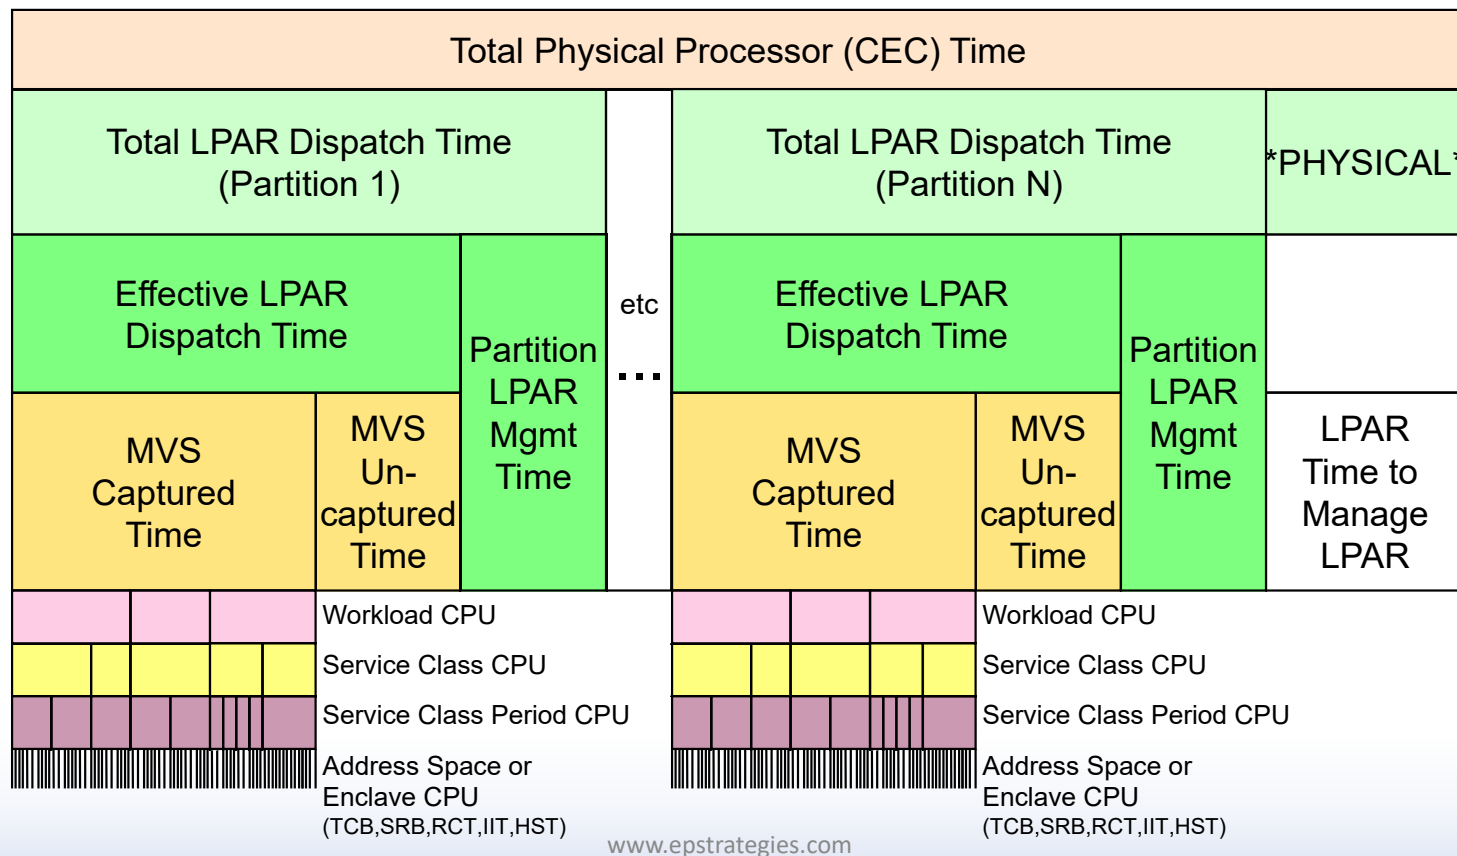 Total Physical Processor (CEC) Time
Total LPAR Dispatch Time
(Partition 1)
Total LPAR Dispatch Time
(Partition N)
*PHYSICAL*
Effective LPAR
Dispatch Time
Partition
LPAR
Mgmt
Time
etc
...
Effective LPAR
Dispatch Time
Partition
LPAR
Mgmt
Time
MVS
Captured
Time
MVS
Un-
captured
Time
MVS
Captured
Time
MVS
Un-
captured
Time
LPAR
Time to
Manage
LPAR
Workload CPU
Service Class CPU
Service Class Period CPU
Address Space or
Enclave CPU
(TCB,SRB,RCT,IIT,HST)
Workload CPU
Service Class CPU
Service Class Period CPU
Address Space or
Enclave CPU
(TCB,SRB,RCT,IIT,HST)
www.epstrategies.com